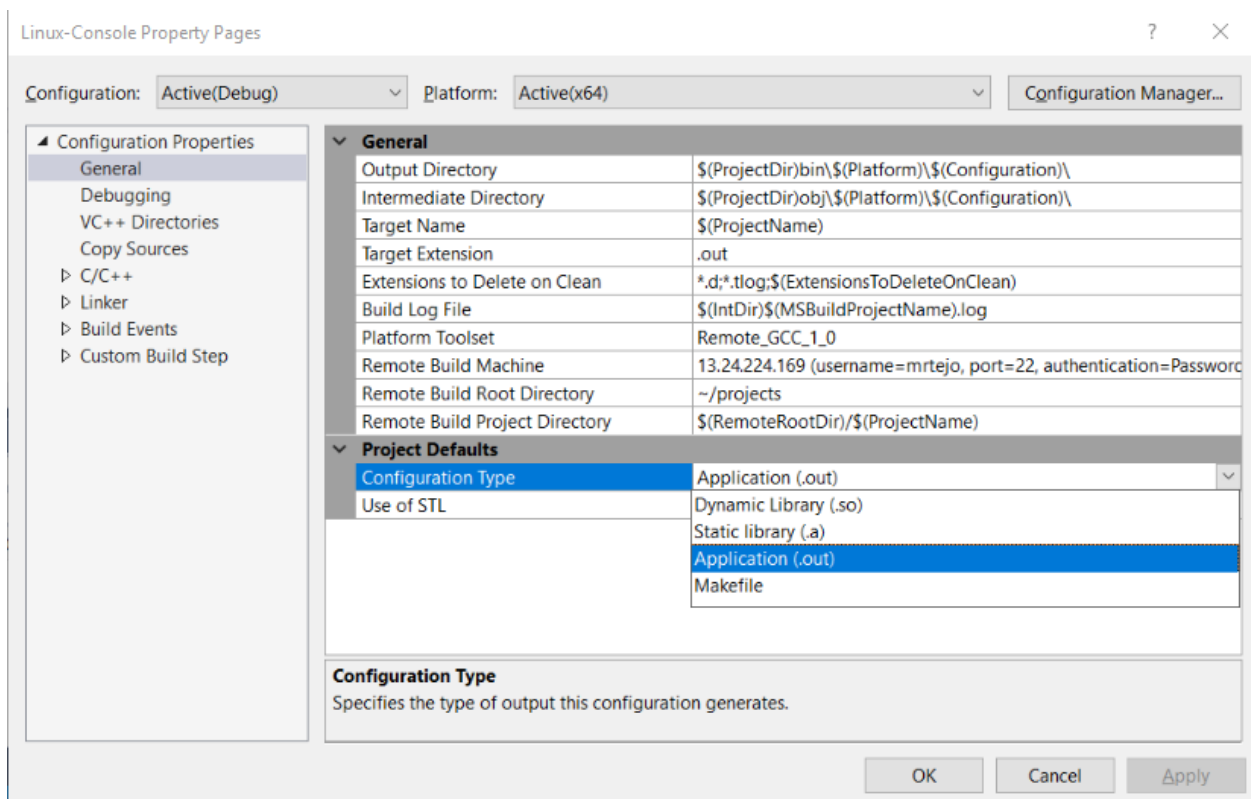 Linux-Console Property Pages ?
Configuration: Active(Debug) Platform: Active(x64) Configuration Manager...
Configuration Properties
General
Debugging
VC++ Directories
Copy Sources
C/C++
Linker
Build Events
Custom Build Step
General
Output Directory $(ProjectDir)bin\$(Platform)\$(Configuration)\
Intermediate Directory $(ProjectDir)obj\$(Platform)\$(Configuration)\
Target Name $(ProjectName)
Target Extension .out
Extensions to Delete on Clean *.d;*.tlog;$(ExtensionsToDeleteOnClean)
Build Log File $(IntDir)$(MSBuildProjectName).log
Platform Toolset Remote_GCC_1_0
Remote Build Machine 13.24.224.169 (username=mrtejo, port=22, authentication=Password
Remote Build Root Directory ~/projects
Remote Build Project Directory $(RemoteRootDir)/$(ProjectName)
Project Defaults
Configuration Type Application (.out)
Use of STL
Dynamic Library (.so)
Static library (.a)
Application (.out)
Makefile
Configuration Type
Specifies the type of output this configuration generates.
OK Cancel Apply